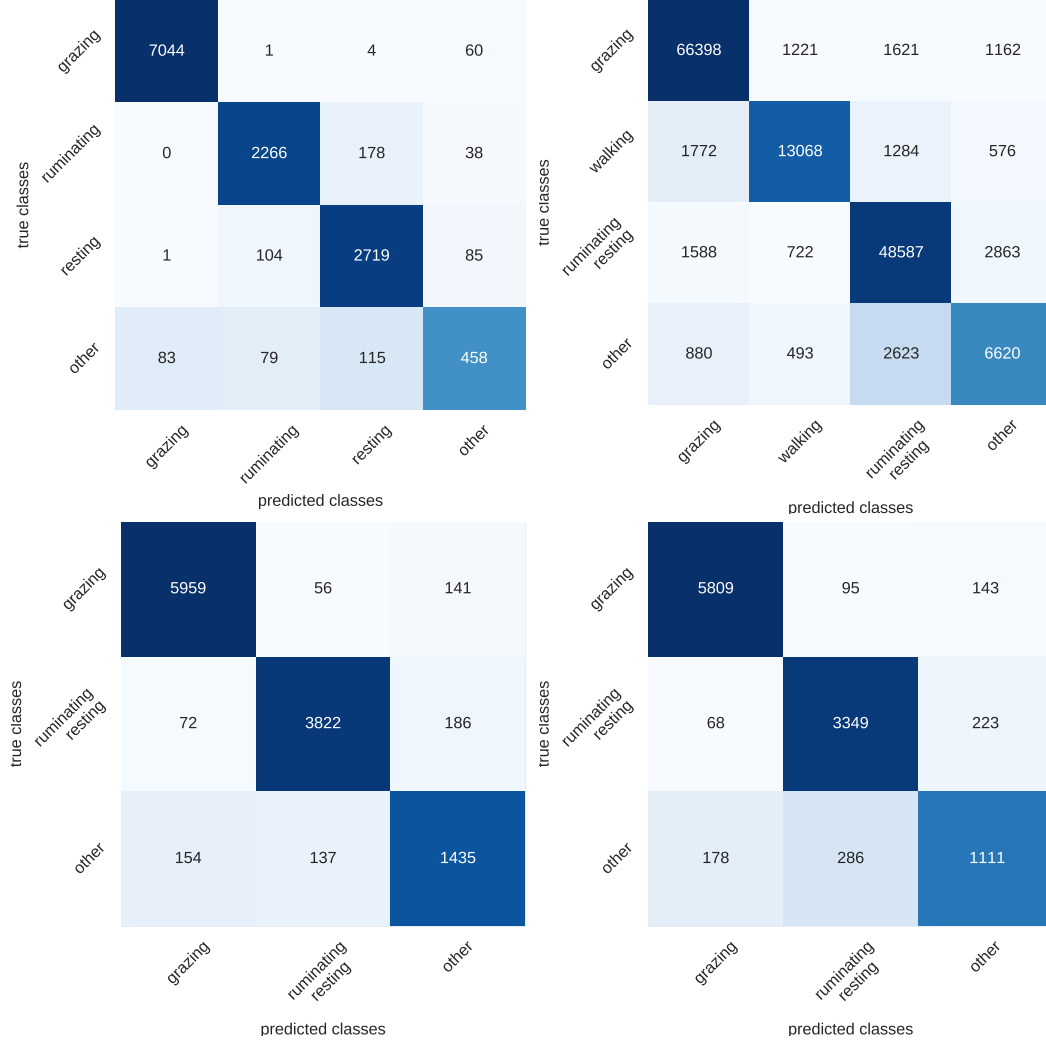 grazing
7044 1 4 60
ruminating
0 2266 178 38
resting
1 104 2719 85
other
83 79 115 458
true classes
grazing ruminating resting other
predicted classes
grazing
66398 1221 1621 1162
walking
1772 13068 1284 576
ruminating
resting
1588 722 48587 2863
other
880 493 2623 6620
true classes
grazing walking ruminating
resting
other
predicted classes
grazing
5959 56 141
ruminating
resting
72 3822 186
other
154 137 1435
true classes
grazing ruminating
resting
other
predicted classes
grazing
5809 95 143
ruminating
resting
68 3349 223
other
178 286 1111
true classes
grazing ruminating
resting
other
predicted classes